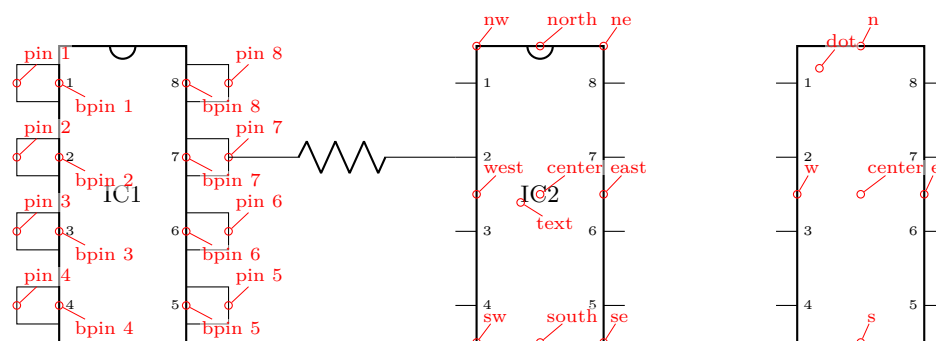 nw north ne n
pin 1 pin 8 dot
1 8 1 8 1 8
bpin 1 bpin 8
pin 2 pin 7
2 7 2 7 2 7
bpin 2 bpin 7 west center east w center e
IC1 IC2
pin 3 pin 6 text
3 6 3 6 3 6
bpin 3 bpin 6
pin 4 pin 5
4 5 4 5 4 5
bpin 4 bpin 5 sw south se s